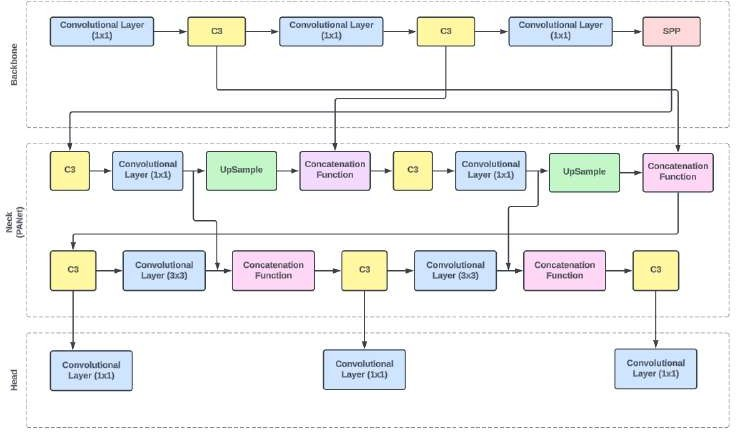 Backbone
Convolutional Layer
(1x1)
C3
Convolutional Layer
(1x1)
C3
Convolutional Layer
(1x1)
SPP
Neck
(PANet)
C3
Convolutional
Layer (1x1)
UpSample
Concatenation
Function
C3
Convolutional
Layer (1x1)
UpSample
Concatenation
Function
C3
Convolutional
Layer (3x3)
Concatenation
Function
C3
Convolutional
Layer (3x3)
Concatenation
Function
C3
Head
Convolutional
Layer (1x1)
Convolutional
Layer (1x1)
Convolutional
Layer (1x1)